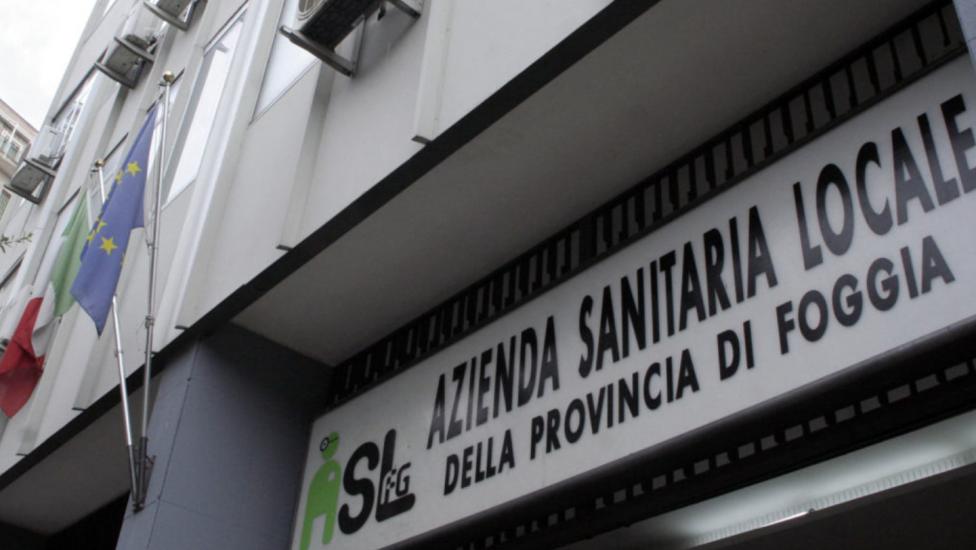 ASL FG
AZIENDA SANITARIA LOCALE
DELLA PROVINCIA DI FOGGIA